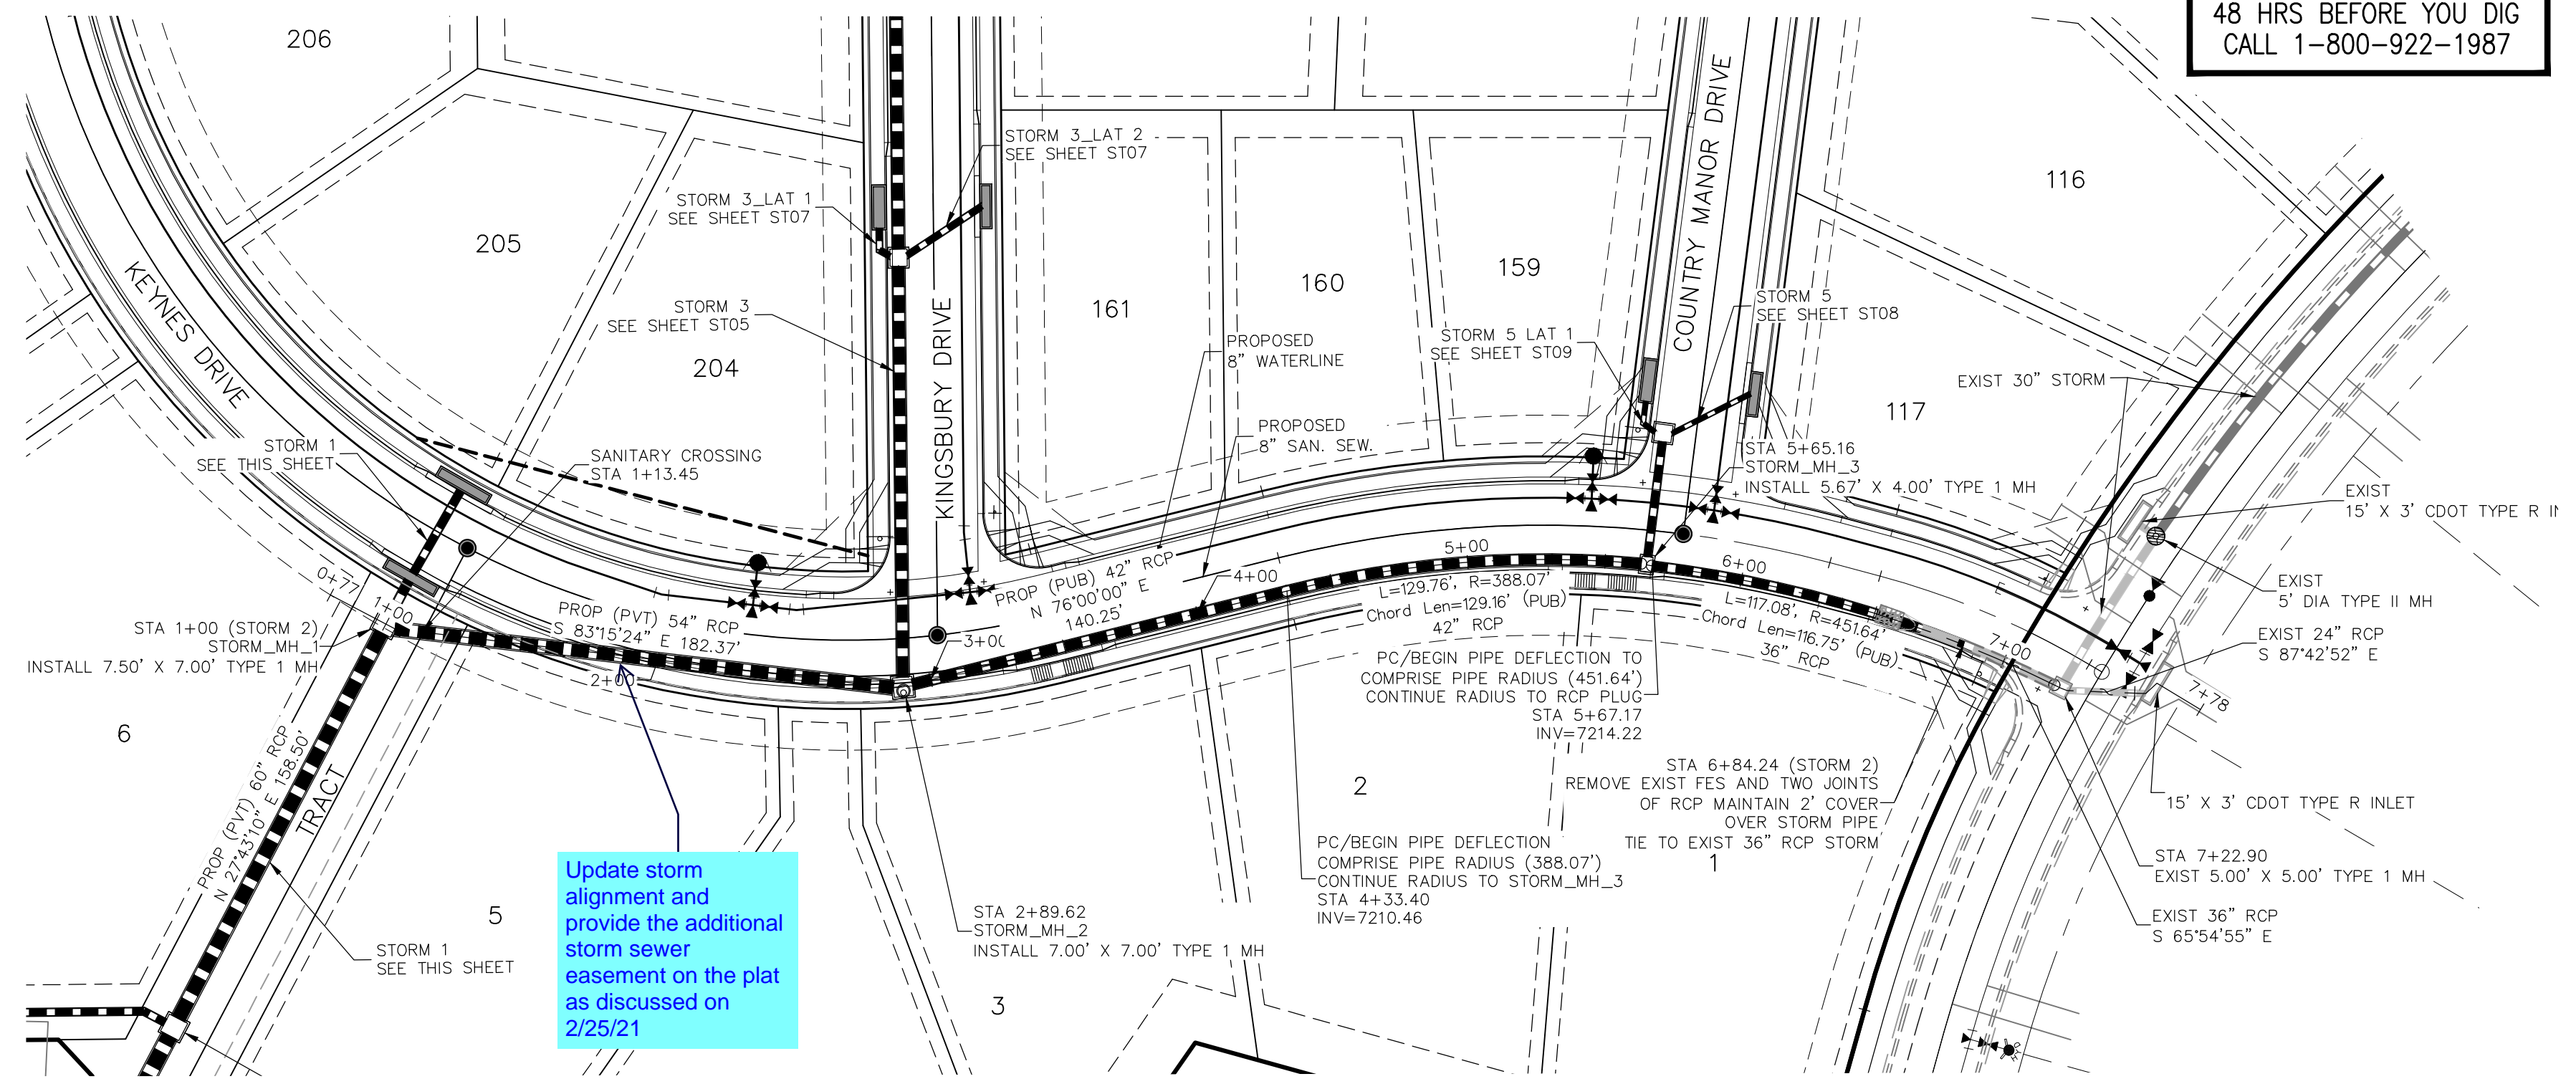 48 HRS BEFORE YOU DIG
CALL 1-800-922-1987
206
205
204
161
160
159
116
117
KEYNES DRIVE
KINGSBURY DRIVE
COUNTRY MANOR DRIVE
STORM 3_LAT 2
SEE SHEET ST07
STORM 3_LAT 1
SEE SHEET ST07
STORM 3
SEE SHEET ST05
PROPOSED
8" WATERLINE
PROPOSED
8" SAN. SEW.
STORM 5 LAT 1
SEE SHEET ST09
STORM 5
SEE SHEET ST08
EXIST 30" STORM
STORM 1
SEE THIS SHEET
SANITARY CROSSING
STA 1+13.45
STA 5+65.16
STORM_MH_3
INSTALL 5.67' X 4.00' TYPE 1 MH
EXIST
15' X 3' CDOT TYPE R IN
EXIST
5' DIA TYPE II MH
EXIST 24" RCP
S 87°42'52" E
0+77
1+00
2+00
3+00
4+00
5+00
6+00
7+00
7+78
STA 1+00 (STORM 2)
STORM_MH_1
INSTALL 7.50' X 7.00' TYPE 1 MH
PROP (PVT) 54" RCP
S 83°15'24" E 182.37'
PROP (PUB) 42" RCP
N 76°00'00" E
140.25'
L=129.76', R=388.07'
Chord Len=129.16' (PUB)
42" RCP
L=117.08', R=451.64'
Chord Len=116.75' (PUB)
36" RCP
PC/BEGIN PIPE DEFLECTION TO
COMPRISE PIPE RADIUS (451.64')
CONTINUE RADIUS TO RCP PLUG
STA 5+67.17
INV=7214.22
STA 6+84.24 (STORM 2)
REMOVE EXIST FES AND TWO JOINTS
OF RCP MAINTAIN 2' COVER
OVER STORM PIPE
TIE TO EXIST 36" RCP STORM
15' X 3' CDOT TYPE R INLET
STA 7+22.90
EXIST 5.00' X 5.00' TYPE 1 MH
EXIST 36" RCP
S 65°54'55" E
PC/BEGIN PIPE DEFLECTION
COMPRISE PIPE RADIUS (388.07')
CONTINUE RADIUS TO STORM_MH_3
STA 4+33.40
INV=7210.46
STA 2+89.62
STORM_MH_2
INSTALL 7.00' X 7.00' TYPE 1 MH
PROP (PVT) 60" RCP
N 27°43'10" E 158.50'
TRACT
STORM 1
SEE THIS SHEET
6
5
3
2
1
Update storm
alignment and
provide the additional
storm sewer
easement on the plat
as discussed on
2/25/21